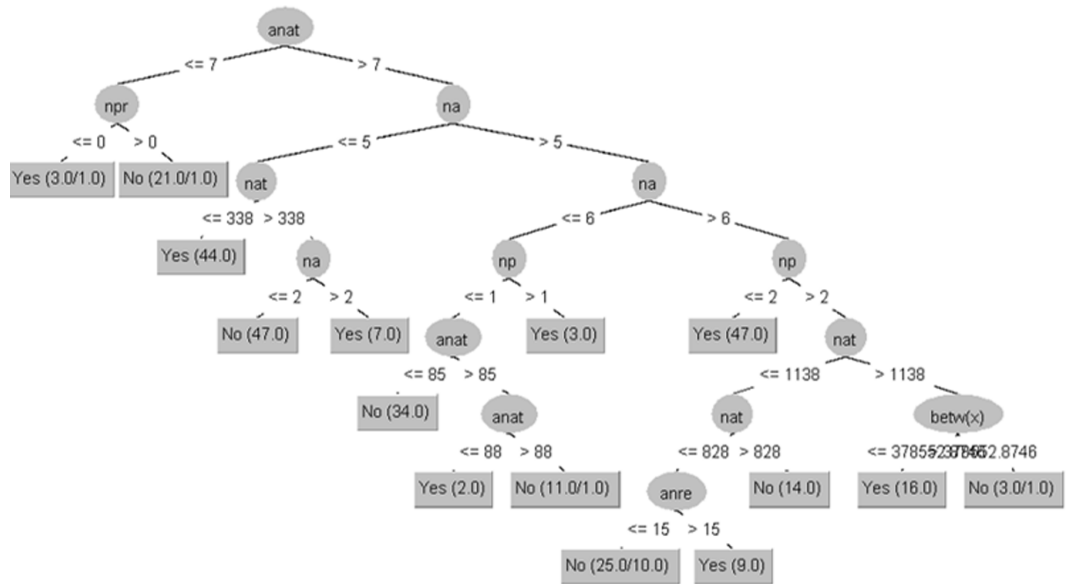 anat
<= 7 > 7
npr na
<= 0 > 0 <= 5 > 5
Yes (3.0/1.0) No (21.0/1.0) nat na
<= 338 > 338 <= 6 > 6
Yes (44.0) na np np
<= 2 > 2 <= 1 > 1 <= 2 > 2
No (47.0) Yes (7.0) anat Yes (3.0) Yes (47.0) nat
<= 85 > 85 <= 1138 > 1138
No (34.0) anat nat betw(x)
<= 88 > 88 <= 828 > 828
Yes (2.0) No (11.0/1.0) anre No (14.0) Yes (16.0) No (3.0/1.0)
<= 15 > 15
No (25.0/10.0) Yes (9.0)